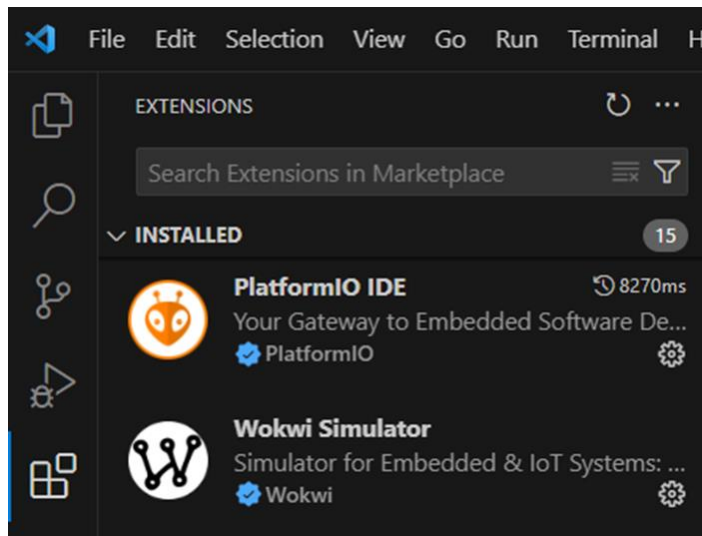 File Edit Selection View Go Run Terminal H
EXTENSIONS
Search Extensions in Marketplace
INSTALLED 15
PlatformIO IDE 8270ms
Your Gateway to Embedded Software De...
PlatformIO
Wokwi Simulator
Simulator for Embedded & IoT Systems: ...
Wokwi